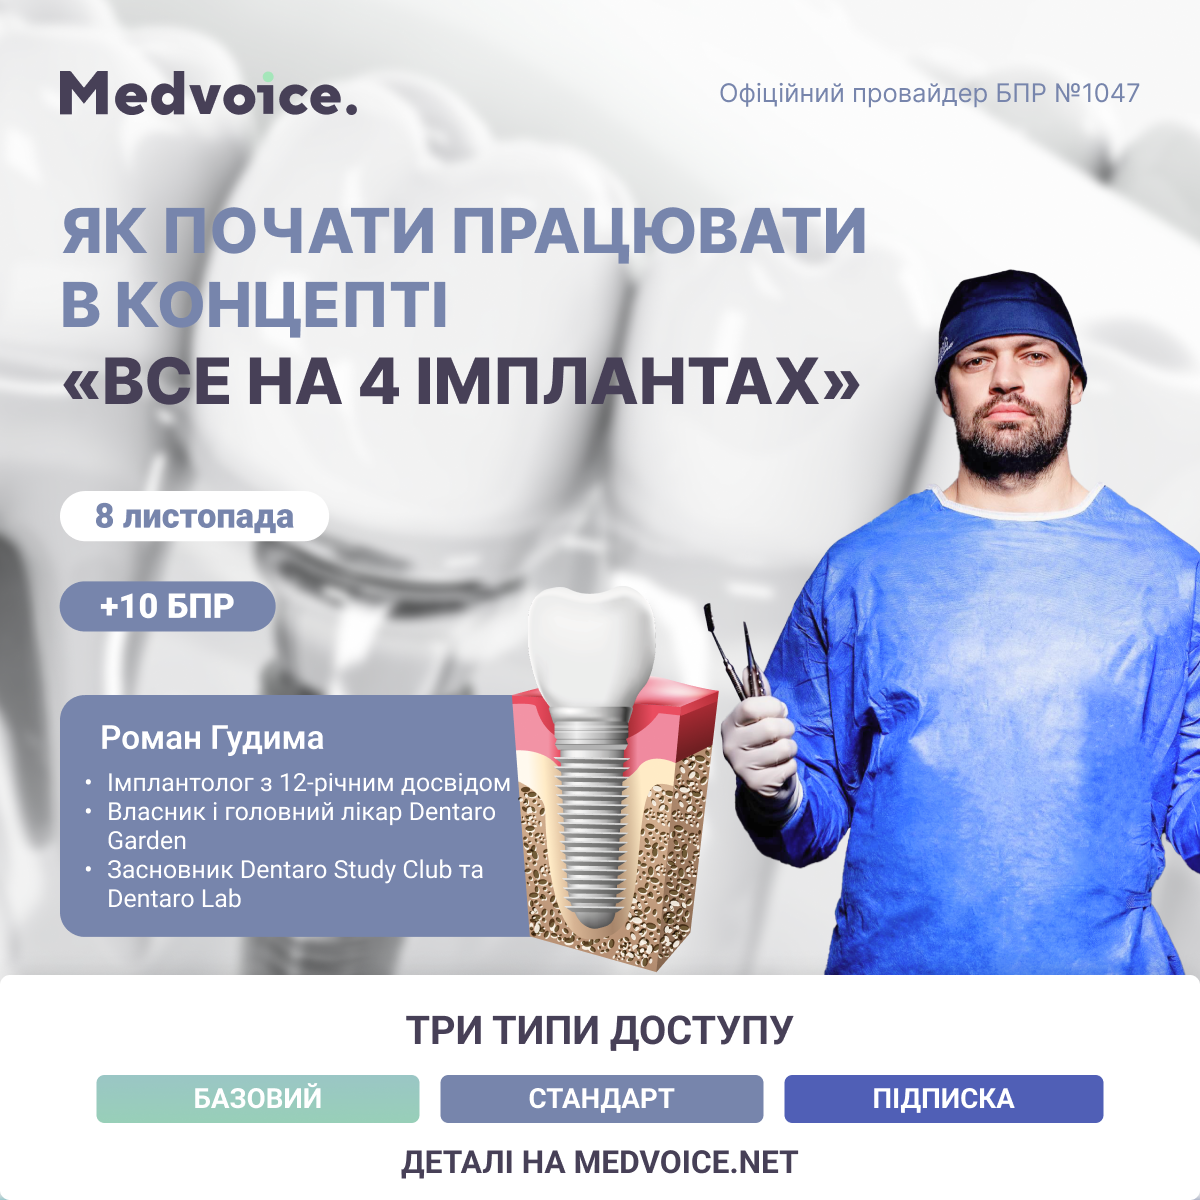 Medvoice.
Офіційний провайдер БПР №1047
ЯК ПОЧАТИ ПРАЦЮВАТИ
В КОНЦЕПТІ
«ВСЕ НА 4 ІМПЛАНТАХ»
8 листопада
+10 БПР
Роман Гудима
• Імплантолог з 12-річним досвідом
• Власник і головний лікар Dentaro
Garden
• Засновник Dentaro Study Club та
Dentaro Lab
ТРИ ТИПИ ДОСТУПУ
БАЗОВИЙ
СТАНДАРТ
ПІДПИСКА
ДЕТАЛІ НА MEDVOICE.NET